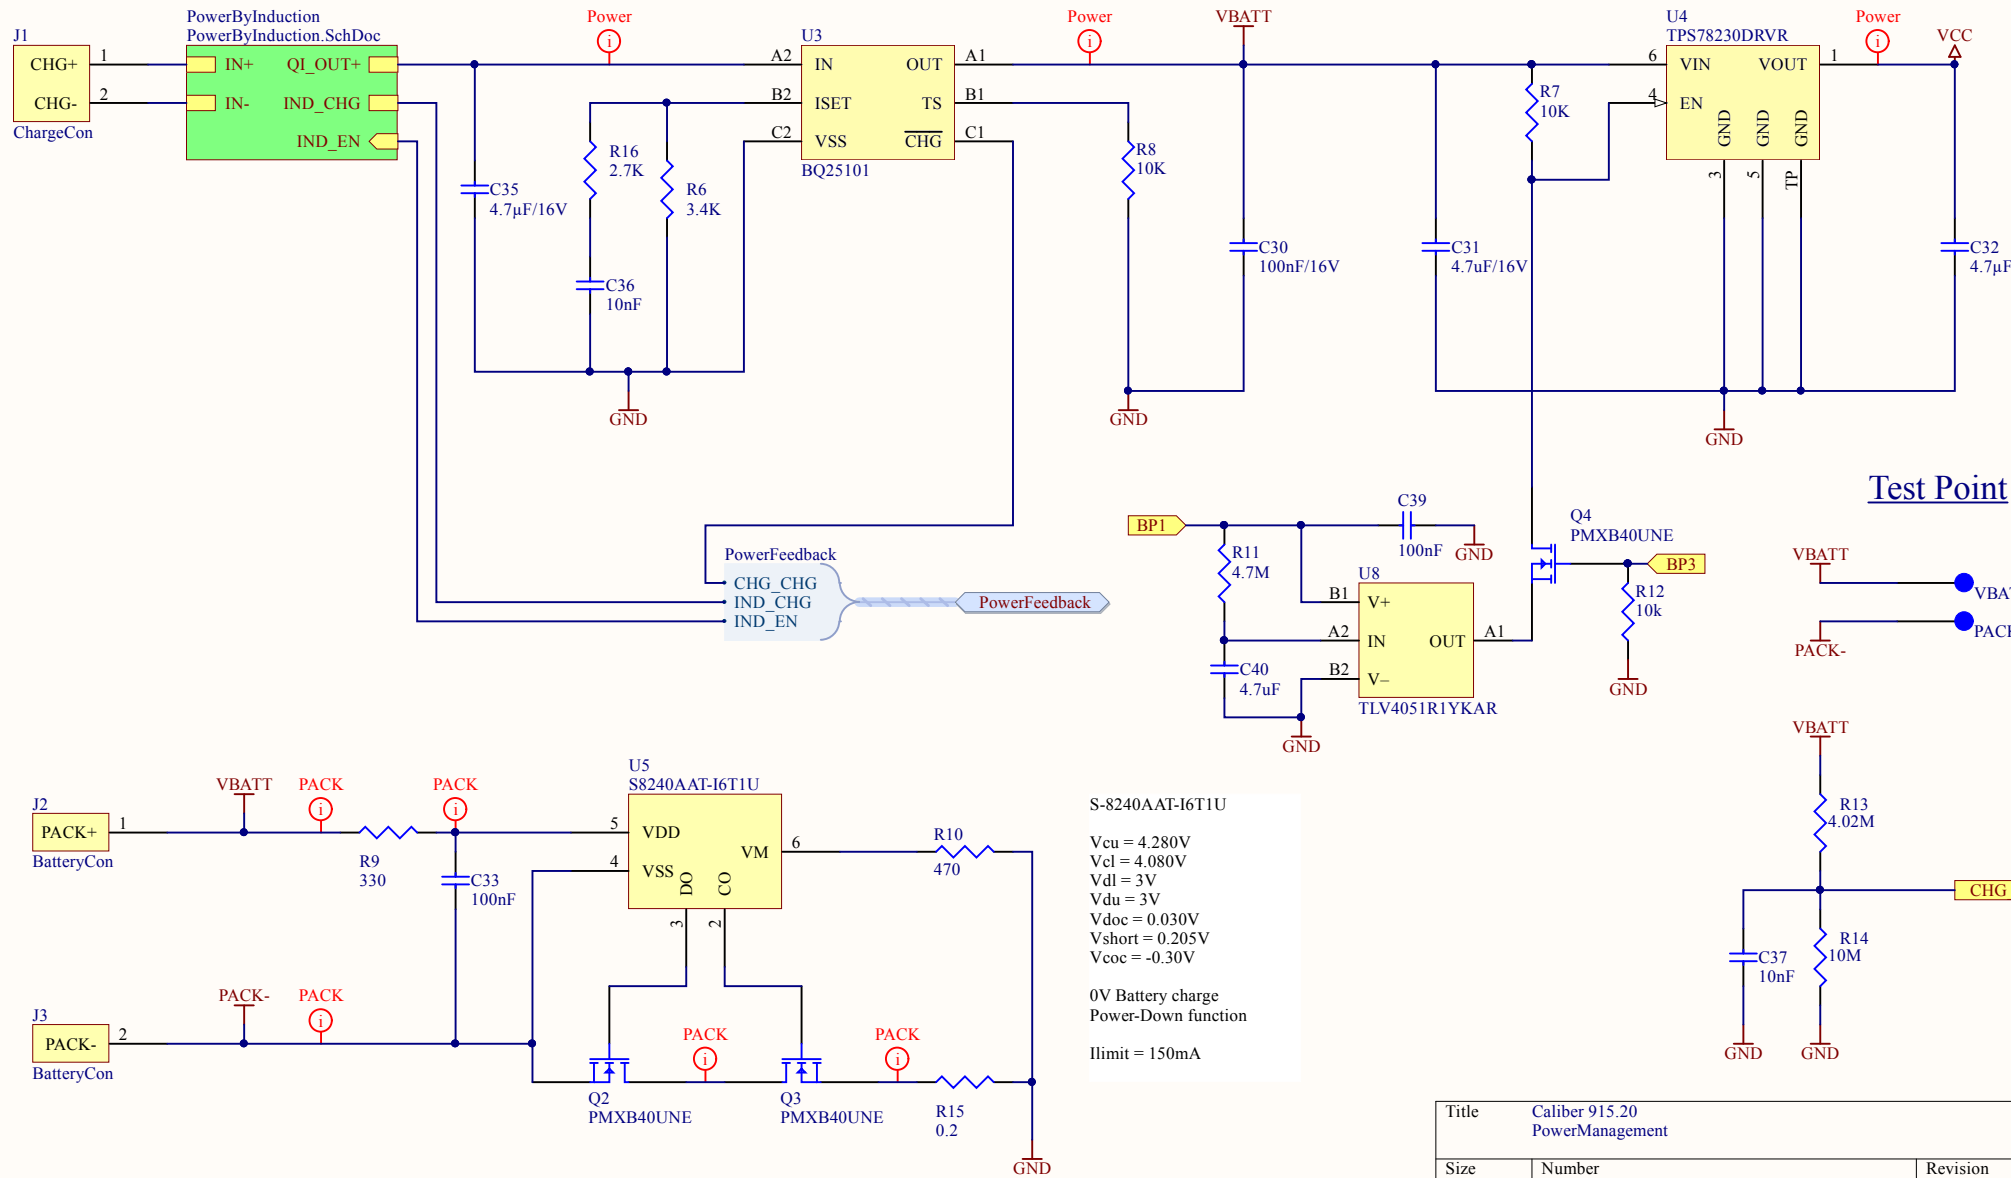 PowerByInduction
PowerByInduction.SchDoc
J1
CHG+
1
CHG-
2
ChargeCon
IN+
QI_OUT+
IN-
IND_CHG
IND_EN
Power
C35
4.7µF/16V
R16
2.7K
R6
3.4K
C36
10nF
GND
U3
A2
IN
OUT
A1
B2
ISET
TS
B1
C2
VSS
CHG
C1
BQ25101
Power
R8
10K
GND
VBATT
C30
100nF/16V
C31
4.7uF/16V
R7
10K
U4
TPS78230DRVR
6
VIN
VOUT
1
4
EN
GND
GND
GND
3
5
TP
GND
Power
VCC
C32
4.7µF
PowerFeedback
CHG_CHG
IND_CHG
IND_EN
PowerFeedback
BP1
R11
4.7M
C39
100nF
GND
U8
B1
V+
A2
IN
OUT
A1
B2
V–
TLV4051R1YKAR
C40
4.7uF
GND
Q4
PMXB40UNE
BP3
R12
10k
GND
Test Point
VBATT
VBA
PACK-
PACK
VBATT
R13
4.02M
CHG
R14
10M
C37
10nF
GND
GND
J2
PACK+
1
BatteryCon
VBATT
PACK
R9
330
PACK
C33
100nF
U5
S8240AAT-I6T1U
5
VDD
4
VSS
VM
6
DO
CO
3
2
R10
470
J3
PACK-
2
BatteryCon
PACK-
PACK
Q2
PMXB40UNE
PACK
Q3
PMXB40UNE
PACK
R15
0.2
GND
S-8240AAT-I6T1U
Vcu = 4.280V
Vcl = 4.080V
Vdl = 3V
Vdu = 3V
Vdoc = 0.030V
Vshort = 0.205V
Vcoc = -0.30V
0V Battery charge
Power-Down function
Ilimit = 150mA
Title
Caliber 915.20
PowerManagement
Size
Number
Revision